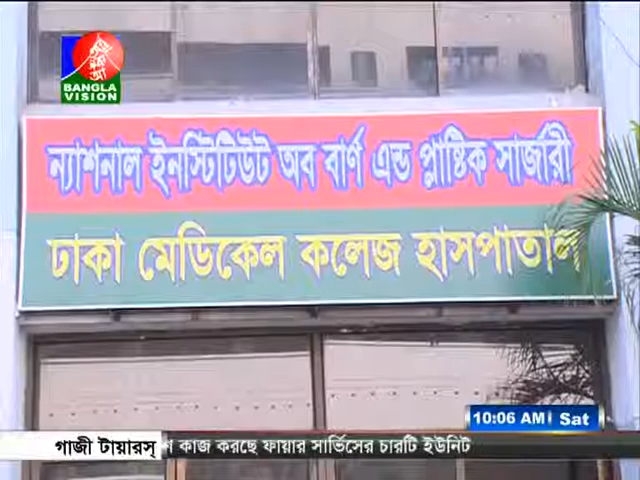 BANGLA
VISION
ন্যাশনাল ইনস্টিটিউট অব বার্ণ এন্ড প্লাষ্টিক সার্জারী
ঢাকা মেডিকেল কলেজ হাসপাতাল
10:06 AM Sat
গাজী টায়ারস্ কাজ করছে ফায়ার সার্ভিসের চারটি ইউনিট